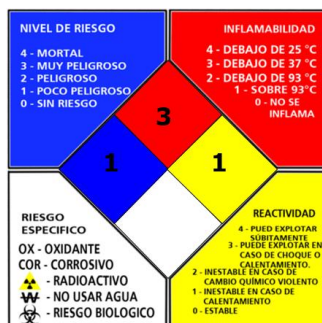 NIVEL DE RIESGO
4 - MORTAL
3 - MUY PELIGROSO
2 - PELIGROSO
1 - POCO PELIGROSO
0 - SIN RIESGO
INFLAMABILIDAD
4 - DEBAJO DE 25 °C
3 - DEBAJO DE 37 °C
2 - DEBAJO DE 93 °C
1 - SOBRE 93°C
0 - NO SE
INFLAMA
3
1
1
RIESGO
ESPECIFICO
OX - OXIDANTE
COR - CORROSIVO
- RADIOACTIVO
W - NO USAR AGUA
- RIESGO BIOLOGICO
REACTIVIDAD
4 - PUED EXPLOTAR
SÚBITAMENTE
3 - PUEDE EXPLOTAR EN
CASO DE CHOQUE O
CALENTAMIENTO.
2 - INESTABLE EN CASO DE
CAMBIO QUÍMICO VIOLENTO
1 - INESTABLE EN CASO DE
CALENTAMIENTO
0 - ESTABLE